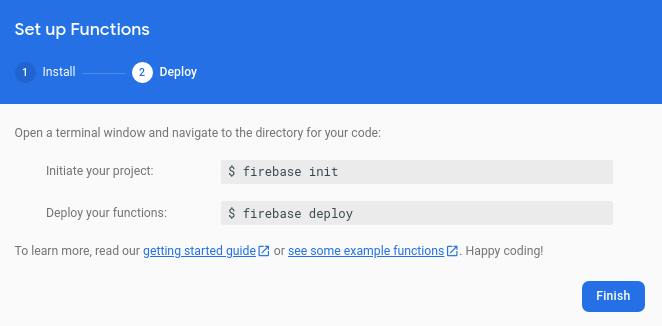 Set up Functions
1 Install 2 Deploy
Open a terminal window and navigate to the directory for your code:
Initiate your project: $ firebase init
Deploy your functions: $ firebase deploy
To learn more, read our getting started guide or see some example functions. Happy coding!
Finish